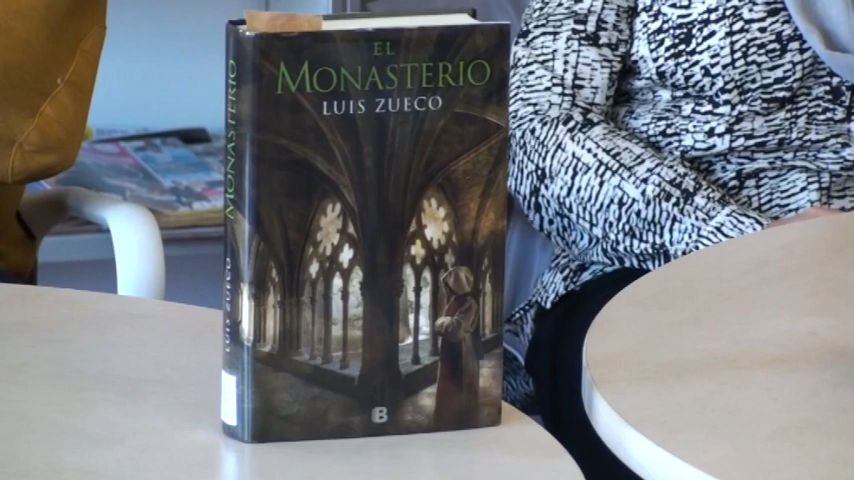 EL
MONASTERIO
LUIS ZUECO
B
MONASTERIO
LUIS ZUECO